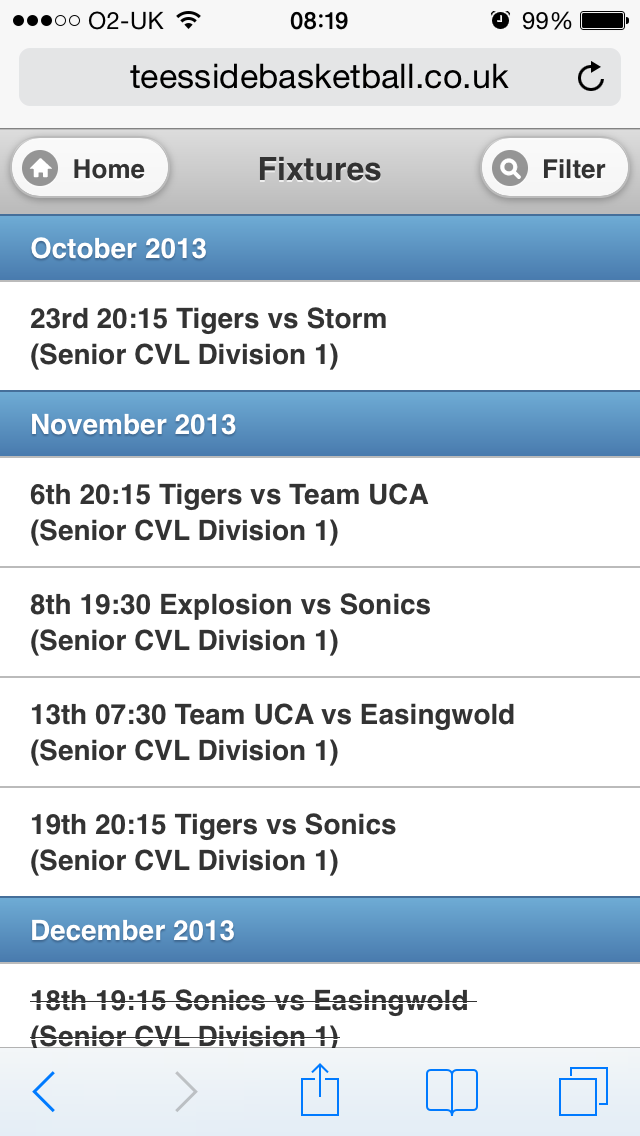 O2-UK 08:19 99%
teessidebasketball.co.uk
Home Fixtures Filter
October 2013
23rd 20:15 Tigers vs Storm
(Senior CVL Division 1)
November 2013
6th 20:15 Tigers vs Team UCA
(Senior CVL Division 1)
8th 19:30 Explosion vs Sonics
(Senior CVL Division 1)
13th 07:30 Team UCA vs Easingwold
(Senior CVL Division 1)
19th 20:15 Tigers vs Sonics
(Senior CVL Division 1)
December 2013
18th 19:15 Sonics vs Easingwold
(Senior CVL Division 1)